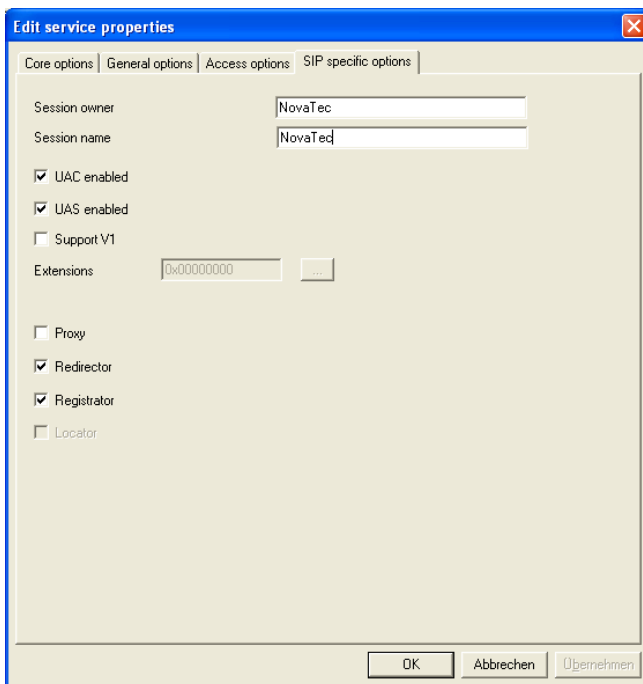 Edit service properties
Core options General options Access options SIP specific options
Session owner NovaTec
Session name NovaTec
UAC enabled
UAS enabled
Support V1
Extensions 0x00000000 ...
Proxy
Redirector
Registrator
Locator
OK Abbrechen Übernehmen